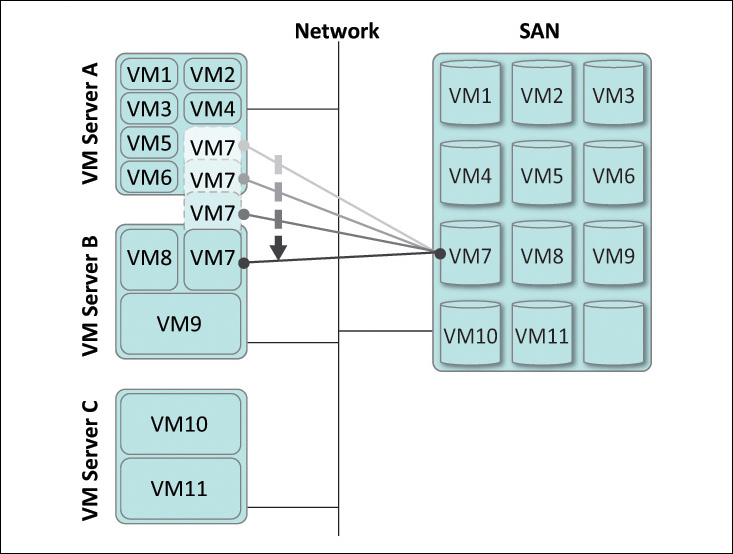 Network
SAN
VM Server A
VM1 VM2
VM3 VM4
VM5 VM7
VM6 VM7
VM7
VM Server B
VM8 VM7
VM9
VM Server C
VM10
VM11
VM1 VM2 VM3
VM4 VM5 VM6
VM7 VM8 VM9
VM10 VM11